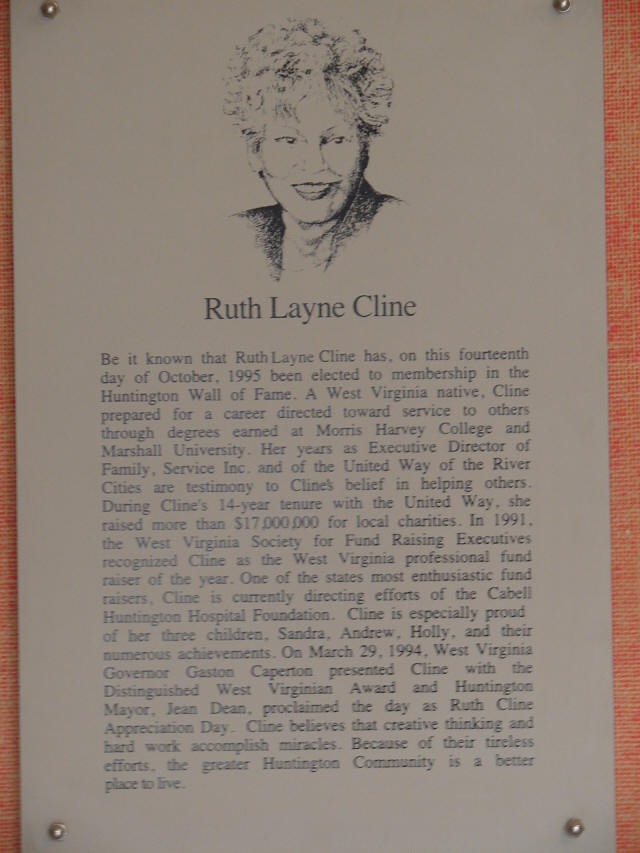 Ruth Layne Cline
Be it known that Ruth Layne Cline has, on this fourteenth
day of October, 1995 been elected to membership in the
Huntington Wall of Fame. A West Virginia native, Cline
prepared for a career directed toward service to others
through degrees earned at Morris Harvey College and
Marshall University. Her years as Executive Director of
Family, Service Inc. and of the United Way of the River
Cities are testimony to Cline's belief in helping others.
During Cline's 14-year tenure with the United Way, she
raised more than $17,000,000 for local charities. In 1991,
the West Virginia Society for Fund Raising Executives
recognized Cline as the West Virginia professional fund
raiser of the year. One of the states most enthusiastic fund
raisers, Cline is currently directing efforts of the Cabell
Huntington Hospital Foundation. Cline is especially proud
of her three children, Sandra, Andrew, Holly, and their
numerous achievements. On March 29, 1994, West Virginia
Governor Gaston Caperton presented Cline with the
Distinguished West Virginian Award and Huntington
Mayor, Jean Dean, proclaimed the day as Ruth Cline
Appreciation Day. Cline believes that creative thinking and
hard work accomplish miracles. Because of their tireless
efforts, the greater Huntington Community is a better
place to live.